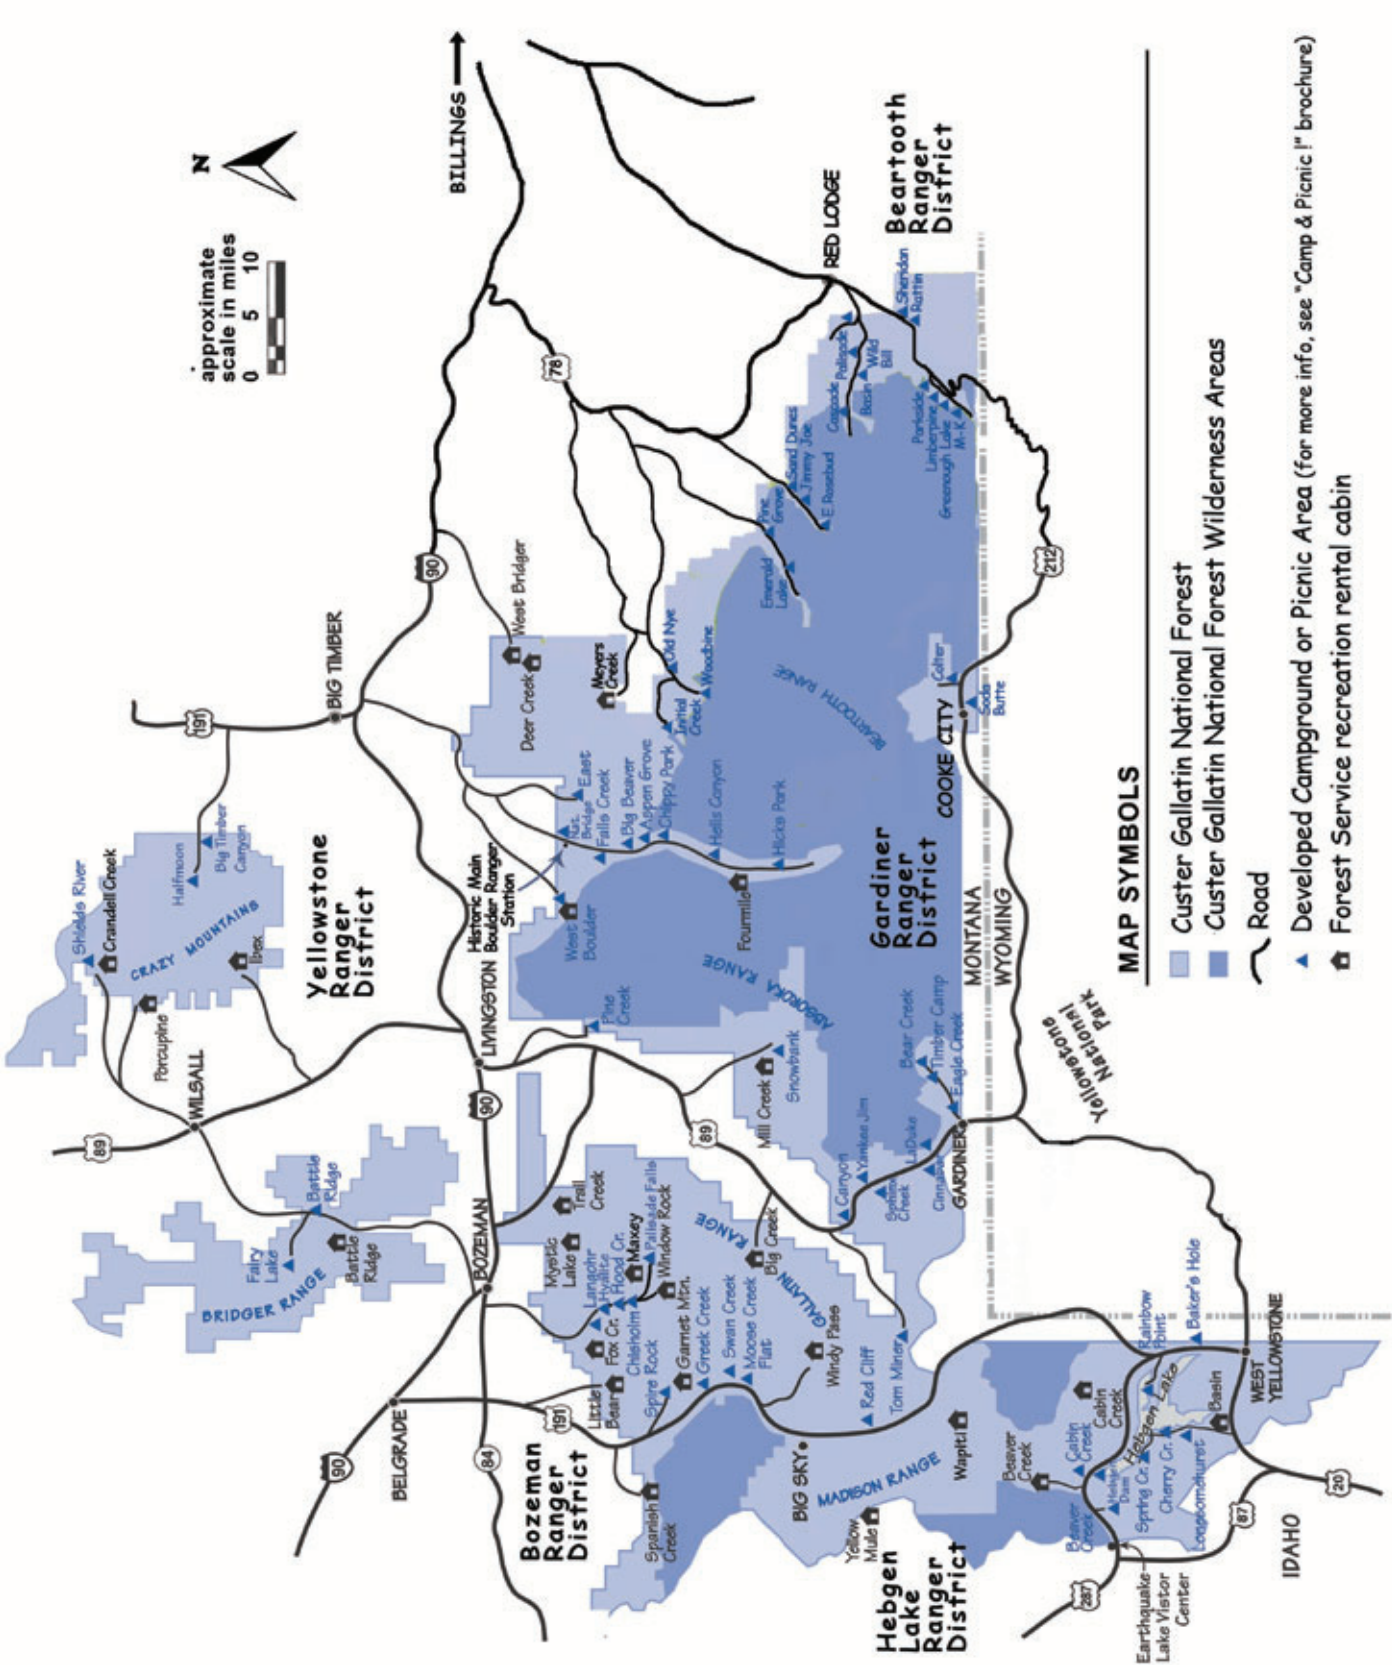 approximate
scale in miles
0 5 10
N
BILLINGS
191
89
90
84
78
212
287
87
20
Shields River
Crandell Creek
Halfmoon
Big Timber
Canyon
CRAZY MOUNTAINS
Ibex
Porcupine
WILSALL
Yellowstone
Ranger
District
BIG TIMBER
LIVINGSTON
Historic Main
Boulder Ranger
Station
BOZEMAN
BELGRADE
Battle
Ridge
Fairy
Lake
Battle
Ridge
BRIDGER RANGE
West Bridger
Deer Creek
Meyers
Creek
Old Nye
Woodbine
Initial
Creek
East
Falls Creek
Big Beaver
Aspen Grove
Chippy Park
Hells Canyon
Hicks Park
Fourmile
West
Boulder
Pine
Creek
ABSOROKA RANGE
BEARTOOTH RANGE
Emerald
Lake
Pine
Grove
Sand Dunes
Jimmy Joe
E. Rosebud
Cascade
Palisade
Basin
Wild
Bill
RED LODGE
Beartooth
Ranger
District
Sheridan
Rattin
Parkside
Limberpine
Greenough Lake
M-K
Colter
Soda
Butte
COOKE CITY
Gardiner
Ranger
District
MONTANA
WYOMING
Bear Creek
Timber Camp
Eagle Creek
Mill Creek
Snowbank
Canyon
Yankee Jim
Sphinx
Creek
LaDuke
GARDINER
Yellowstone
National
Park
Trail
Creek
Mystic
Lake
Langohr
Hyalite
Hood Cr.
Maxey
Palisade Falls
Window Rock
Fox Cr.
Chisholm
Garnet Mtn.
Little
Bear
Spire Rock
Greek Creek
Swan Creek
Moose Creek
Flat
GALLATIN RANGE
Big Creek
Windy Pass
Red Cliff
Tom Miner
Bozeman
Ranger
District
Spanish
Creek
BIG SKY
MADISON RANGE
Yellow
Mule
Wapiti
Hebgen
Lake
Ranger
District
Beaver
Creek
Cabin
Creek
Cabin
Creek
Beaver
Creek
Hebgen
Dam
Hebgen Lake
Spring Cr.
Cherry Cr.
Lonesomehurst
Rainbow
Point
Baker's Hole
Basin
WEST
YELLOWSTONE
Earthquake
Lake Vistor
Center
IDAHO
MAP SYMBOLS
Custer Gallatin National Forest
Custer Gallatin National Forest Wilderness Areas
Road
Developed Campground or Picnic Area (for more info, see "Camp & Picnic !" brochure)
Forest Service recreation rental cabin